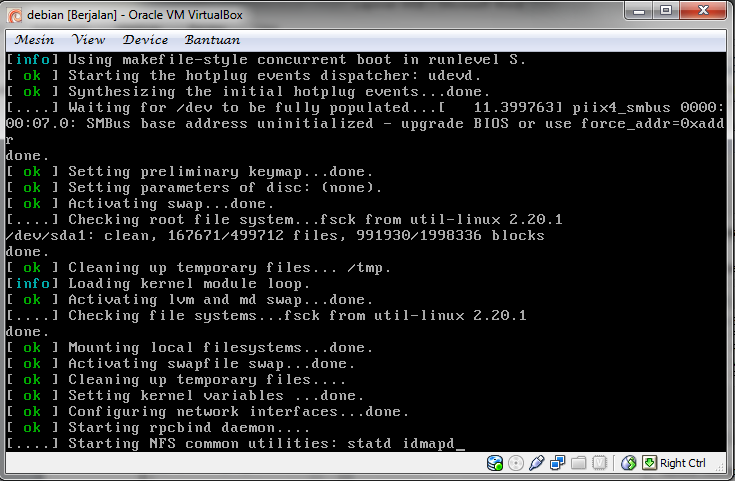 debian [Berjalan] - Oracle VM VirtualBox
Mesin View Device Bantuan
[info] Using makefile-style concurrent boot in runlevel S.
[ ok ] Starting the hotplug events dispatcher: udevd.
[ ok ] Synthesizing the initial hotplug events...done.
[....] Waiting for /dev to be fully populated...[   11.399763] piix4_smbus 0000:
00:07.0: SMBus base address uninitialized - upgrade BIOS or use force_addr=0xadd
r
done.
[ ok ] Setting preliminary keymap...done.
[ ok ] Setting parameters of disc: (none).
[ ok ] Activating swap...done.
[....] Checking root file system...fsck from util-linux 2.20.1
/dev/sda1: clean, 167671/499712 files, 991930/1998336 blocks
done.
[ ok ] Cleaning up temporary files... /tmp.
[info] Loading kernel module loop.
[ ok ] Activating lvm and md swap...done.
[....] Checking file systems...fsck from util-linux 2.20.1
done.
[ ok ] Mounting local filesystems...done.
[ ok ] Activating swapfile swap...done.
[ ok ] Cleaning up temporary files....
[ ok ] Setting kernel variables ...done.
[ ok ] Configuring network interfaces...done.
[ ok ] Starting rpcbind daemon....
[....] Starting NFS common utilities: statd idmapd_
Right Ctrl